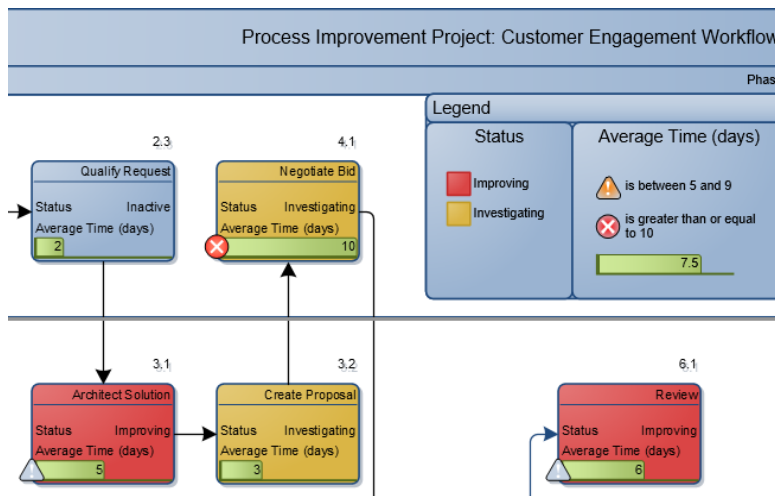 Process Improvement Project: Customer Engagement Workflow
Phas
Legend
Status
Improving
Investigating
Average Time (days)
is between 5 and 9
is greater than or equal
to 10
7.5
2.3
Qualify Request
Status Inactive
Average Time (days)
2
4.1
Negotiate Bid
Status Investigating
Average Time (days)
10
3.1
Architect Solution
Status Improving
Average Time (days)
5
3.2
Create Proposal
Status Investigating
Average Time (days)
3
6.1
Review
Status Improving
Average Time (days)
6